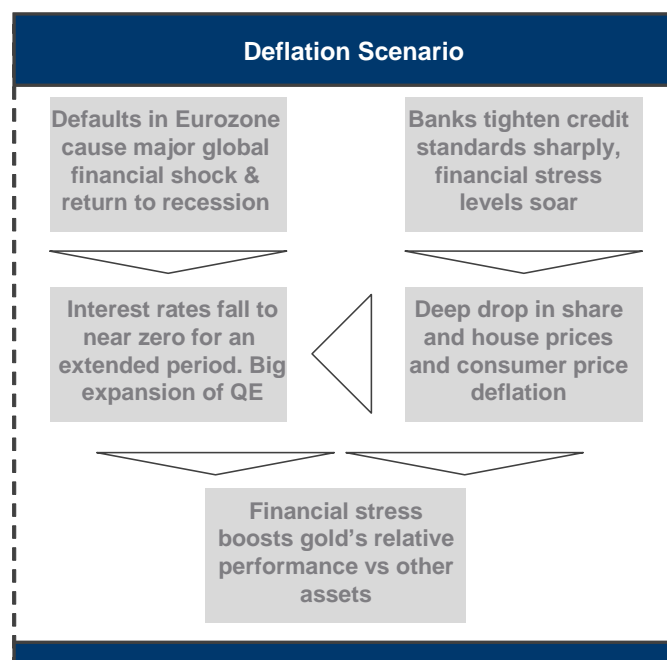 Deflation Scenario
Defaults in Eurozone
cause major global
financial shock &
return to recession
Banks tighten credit
standards sharply,
financial stress
levels soar
Interest rates fall to
near zero for an
extended period. Big
expansion of QE
Deep drop in share
and house prices
and consumer price
deflation
Financial stress
boosts gold's relative
performance vs other
assets